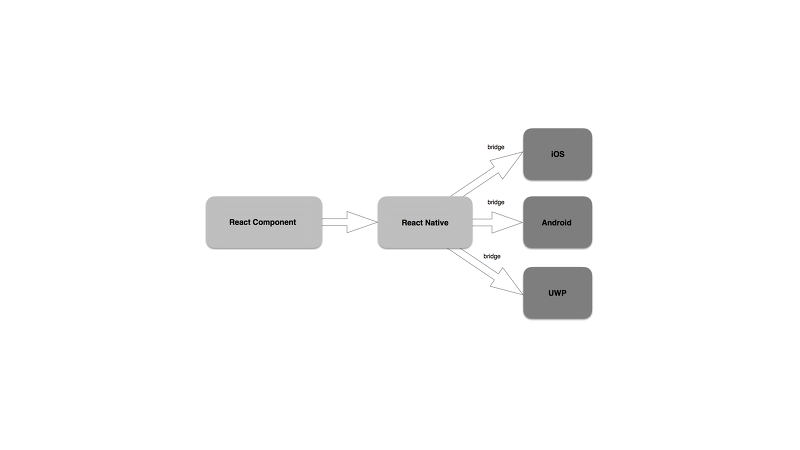 bridge
iOS
React Component
React Native
bridge
Android
bridge
UWP